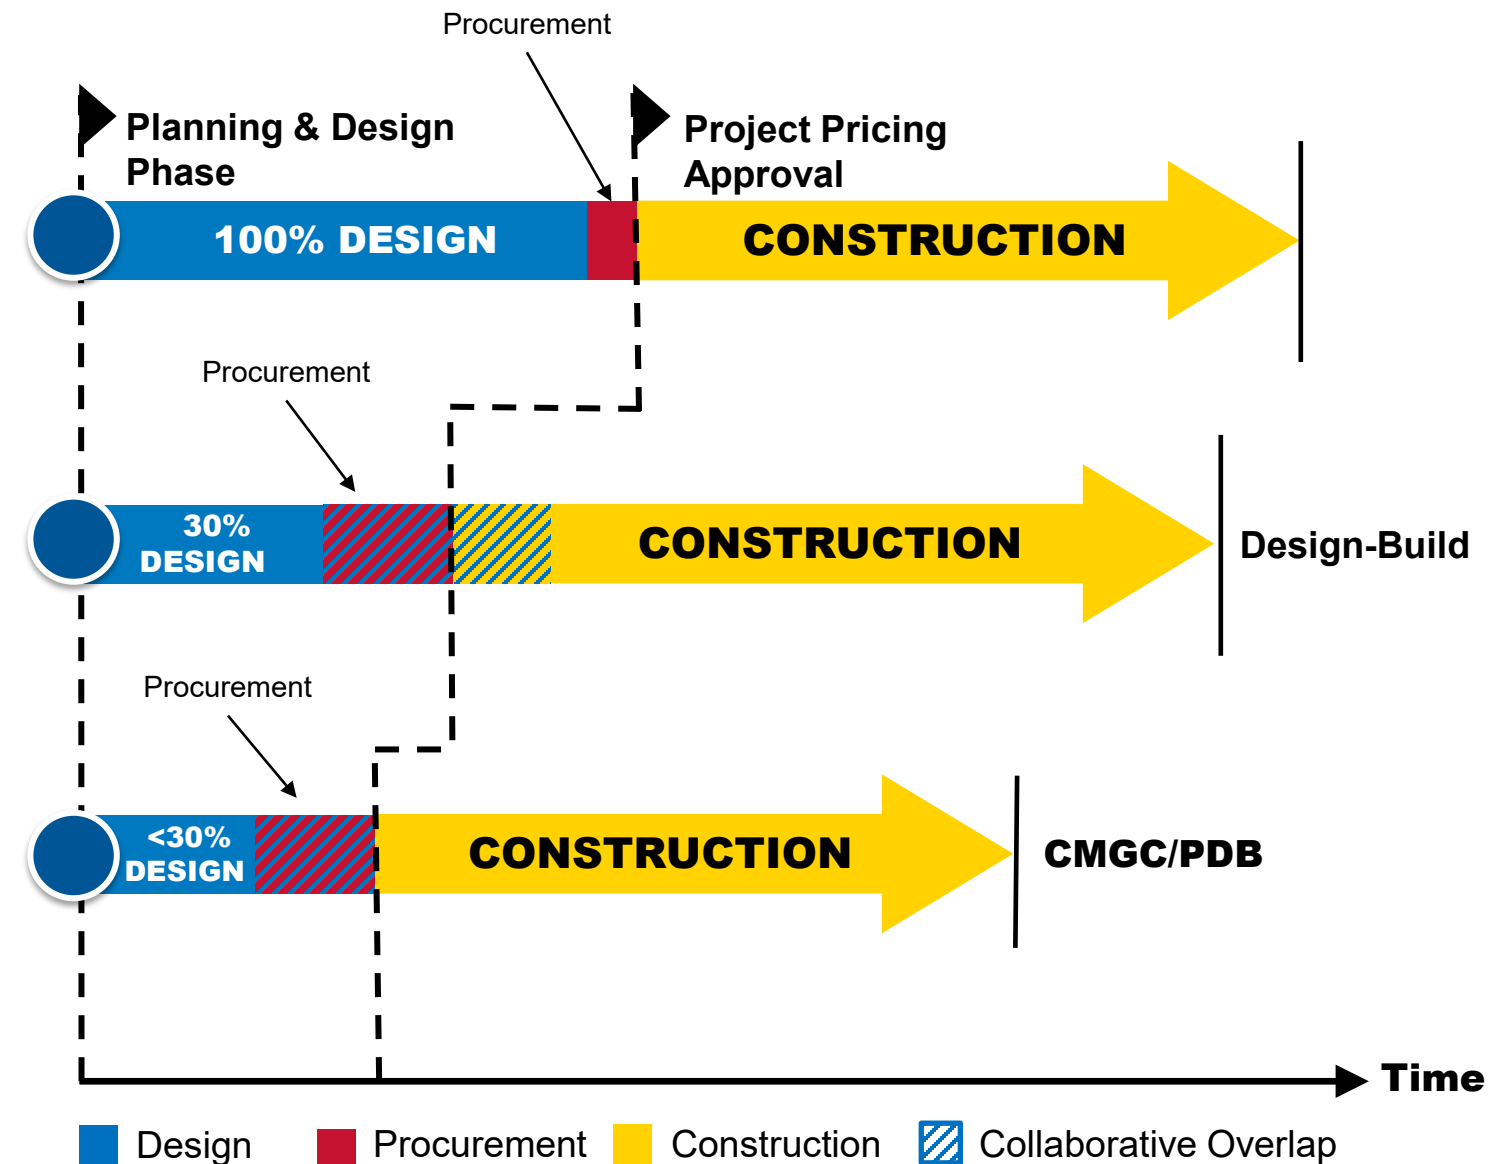 Procurement
Planning & Design
Phase
Project Pricing
Approval
100% DESIGN
CONSTRUCTION
Procurement
30%
DESIGN
CONSTRUCTION
Design-Build
Procurement
<30%
DESIGN
CONSTRUCTION
CMGC/PDB
Time
Design
Procurement
Construction
Collaborative Overlap